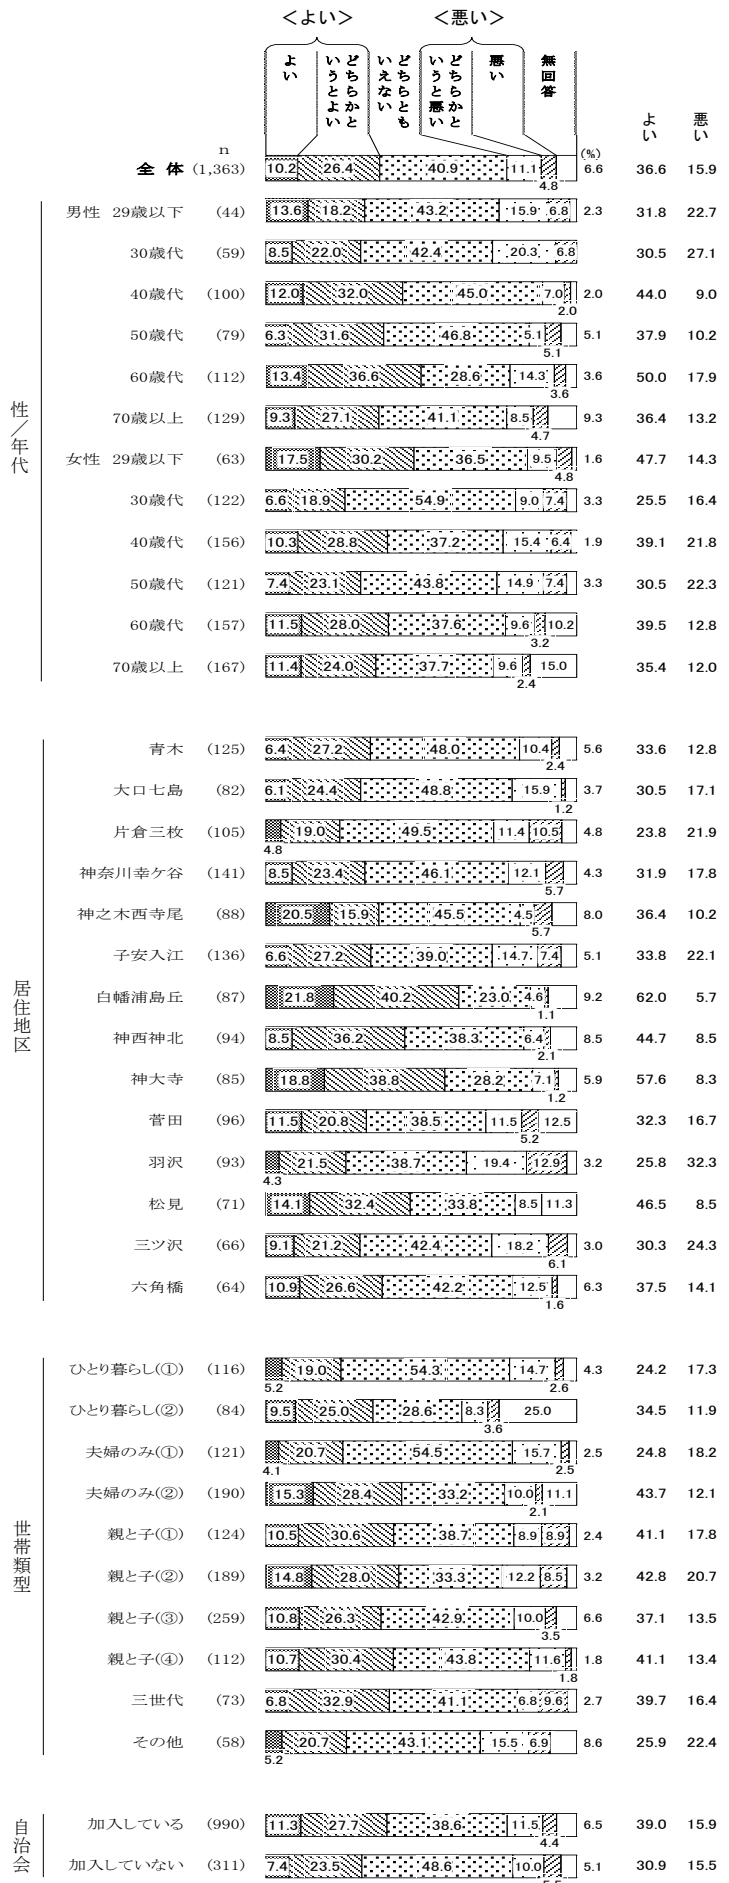 ＜よい＞ ＜悪い＞
よい どちらかというとよい どちらともいえない どちらかというと悪い 悪い 無回答
よい 悪い
n (%)
全体 (1,363) 10.2 26.4 40.9 11.1 4.8 6.6 36.6 15.9
性／年代
男性 29歳以下 (44) 13.6 18.2 43.2 15.9 6.8 2.3 31.8 22.7
30歳代 (59) 8.5 22.0 42.4 20.3 6.8 30.5 27.1
40歳代 (100) 12.0 32.0 45.0 7.0 2.0 2.0 44.0 9.0
50歳代 (79) 6.3 31.6 46.8 5.1 5.1 5.1 37.9 10.2
60歳代 (112) 13.4 36.6 28.6 14.3 3.6 3.6 50.0 17.9
70歳以上 (129) 9.3 27.1 41.1 8.5 4.7 9.3 36.4 13.2
女性 29歳以下 (63) 17.5 30.2 36.5 9.5 4.8 1.6 47.7 14.3
30歳代 (122) 6.6 18.9 54.9 9.0 7.4 3.3 25.5 16.4
40歳代 (156) 10.3 28.8 37.2 15.4 6.4 1.9 39.1 21.8
50歳代 (121) 7.4 23.1 43.8 14.9 7.4 3.3 30.5 22.3
60歳代 (157) 11.5 28.0 37.6 9.6 3.2 10.2 39.5 12.8
70歳以上 (167) 11.4 24.0 37.7 9.6 2.4 15.0 35.4 12.0
居住地区
青木 (125) 6.4 27.2 48.0 10.4 2.4 5.6 33.6 12.8
大口七島 (82) 6.1 24.4 48.8 15.9 1.2 3.7 30.5 17.1
片倉三枚 (105) 4.8 19.0 49.5 11.4 10.5 4.8 23.8 21.9
神奈川幸ケ谷 (141) 8.5 23.4 46.1 12.1 5.7 4.3 31.9 17.8
神之木西寺尾 (88) 20.5 15.9 45.5 4.5 5.7 8.0 36.4 10.2
子安入江 (136) 6.6 27.2 39.0 14.7 7.4 5.1 33.8 22.1
白幡浦島丘 (87) 21.8 40.2 23.0 4.6 1.1 9.2 62.0 5.7
神西神北 (94) 8.5 36.2 38.3 6.4 2.1 8.5 44.7 8.5
神大寺 (85) 18.8 38.8 28.2 7.1 1.2 5.9 57.6 8.3
菅田 (96) 11.5 20.8 38.5 11.5 5.2 12.5 32.3 16.7
羽沢 (93) 4.3 21.5 38.7 19.4 12.9 3.2 25.8 32.3
松見 (71) 14.1 32.4 33.8 8.5 11.3 46.5 8.5
三ツ沢 (66) 9.1 21.2 42.4 18.2 6.1 3.0 30.3 24.3
六角橋 (64) 10.9 26.6 42.2 12.5 1.6 6.3 37.5 14.1
世帯類型
ひとり暮らし(①) (116) 5.2 19.0 54.3 14.7 2.6 4.3 24.2 17.3
ひとり暮らし(②) (84) 9.5 25.0 28.6 8.3 3.6 25.0 34.5 11.9
夫婦のみ(①) (121) 4.1 20.7 54.5 15.7 2.5 2.5 24.8 18.2
夫婦のみ(②) (190) 15.3 28.4 33.2 10.0 2.1 11.1 43.7 12.1
親と子(①) (124) 10.5 30.6 38.7 8.9 8.9 2.4 41.1 17.8
親と子(②) (189) 14.8 28.0 33.3 12.2 8.5 3.2 42.8 20.7
親と子(③) (259) 10.8 26.3 42.9 10.0 3.5 6.6 37.1 13.5
親と子(④) (112) 10.7 30.4 43.8 11.6 1.8 1.8 41.1 13.4
三世代 (73) 6.8 32.9 41.1 6.8 9.6 2.7 39.7 16.4
その他 (58) 5.2 20.7 43.1 15.5 6.9 8.6 25.9 22.4
自治会
加入している (990) 11.3 27.7 38.6 11.5 4.4 6.5 39.0 15.9
加入していない (311) 7.4 23.5 48.6 10.0 5.1 30.9 15.5